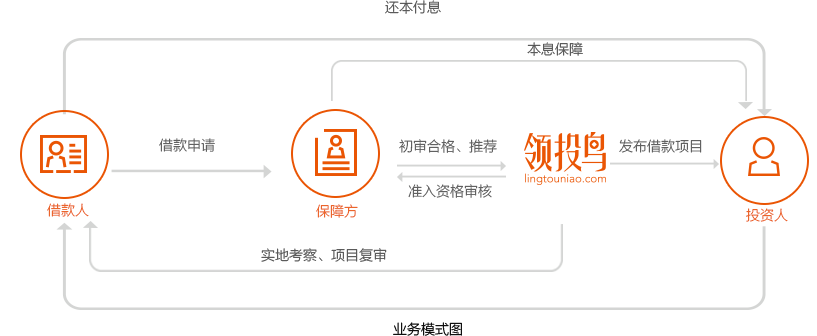 还本付息
本息保障
借款申请
初审合格、推荐
领投鸟
lingtouniao.com
发布借款项目
准入资格审核
借款人
保障方
投资人
实地考察、项目复审
业务模式图